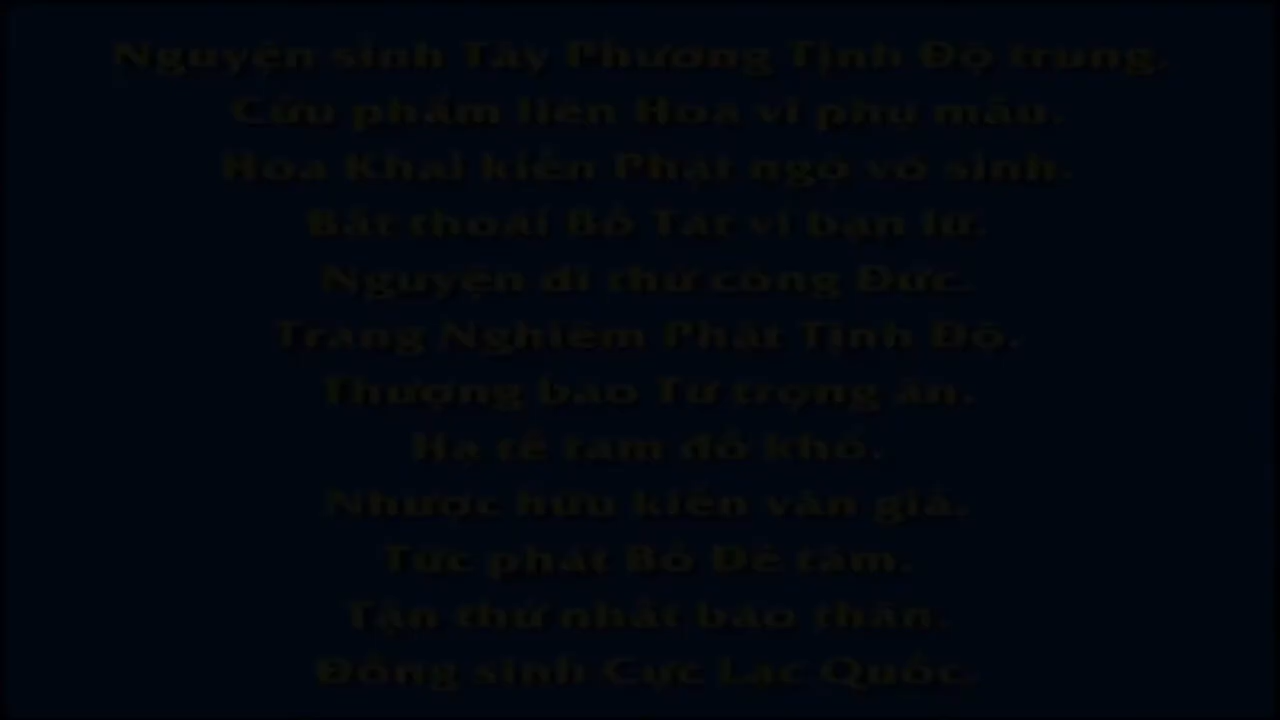 Nguyện sinh Tây Phương Tịnh Độ trung.
Cửu phẩm liên Hoa vi phụ mẫu.
Hoa Khai kiến Phật ngộ vô sinh.
Bất thoái Bồ Tát vi bạn lữ.
Nguyện dĩ thử công Đức.
Trang Nghiêm Phật Tịnh Độ.
Thượng báo Tứ trọng ân.
Hạ tế tam đồ khổ.
Nhược hữu kiến văn giả.
Tức phát Bồ Đề tâm.
Tận thử nhất báo thân.
Đồng sinh Cực Lạc Quốc.